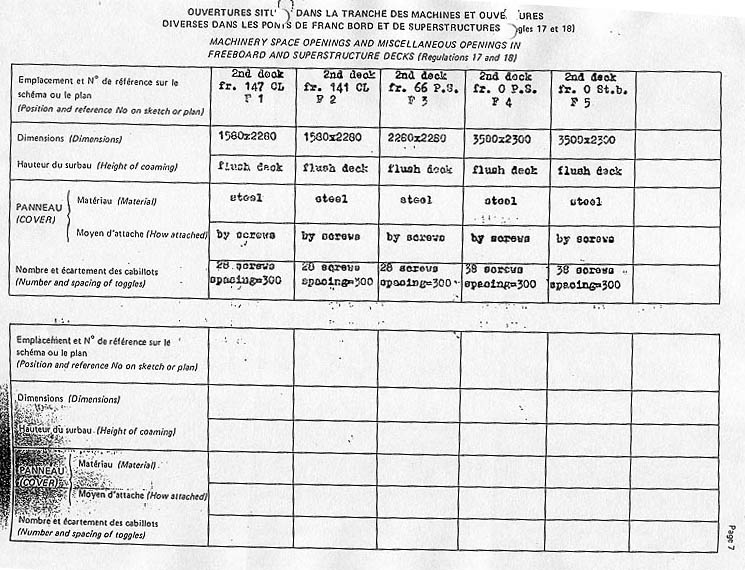 OUVERTURES DANS LA TRANCHE DES MACHINES ET
DIVERSES DANS LES PONTS DE FRANC BORD ET DE SUPERSTRUCTURES gles 17 et 18)
MACHINERY SPACE OPENINGS AND MISCELLANEOUS OPENINGS IN
FREEBOARD AND SUPERSTRUCTURE DECKS (Regulations 17 and 18)
Emplacement et N° de référence sur le
schéma ou le plan
(Position and reference No on sketch or plan)
2nd deck
fr. 147 CL
F 1
2nd deck
fr. 141 CL
F 2
2nd deck
fr. 66 P.S.
F 3
2nd deck
fr. 0 P.S.
F 4
2nd deck
fr. 0 St.b.
F 5
Dimensions (Dimensions) 1580x2280 1580x2280 2280x2280 3500x2300 3500x2300
Hauteur du surbau (Height of coaming) flush deck flush deck flush deck flush deck flush deck
PANNEAU
(COVER)
Matériau (Material) steel steel steel steel steel
Moyen d'attache (How attached) by screws by screws by screws by screws by screws
Nombre et écartement des cabillots
(Number and spacing of toggles)
28 screws
spacing=300
28 screws
spacing=300
28 screws
spacing=300
38 screws
spacing=300
38 screws
spacing=300
Emplacement et N° de référence sur le
schéma ou le plan
(Position and reference No on sketch or plan)
Dimensions (Dimensions)
Hauteur du surbau (Height of coaming)
PANNEAU
(COVER)
Matériau (Material)
Moyen d'attache (How attached)
Nombre et écartement des cabillots
(Number and spacing of toggles)
Page 7